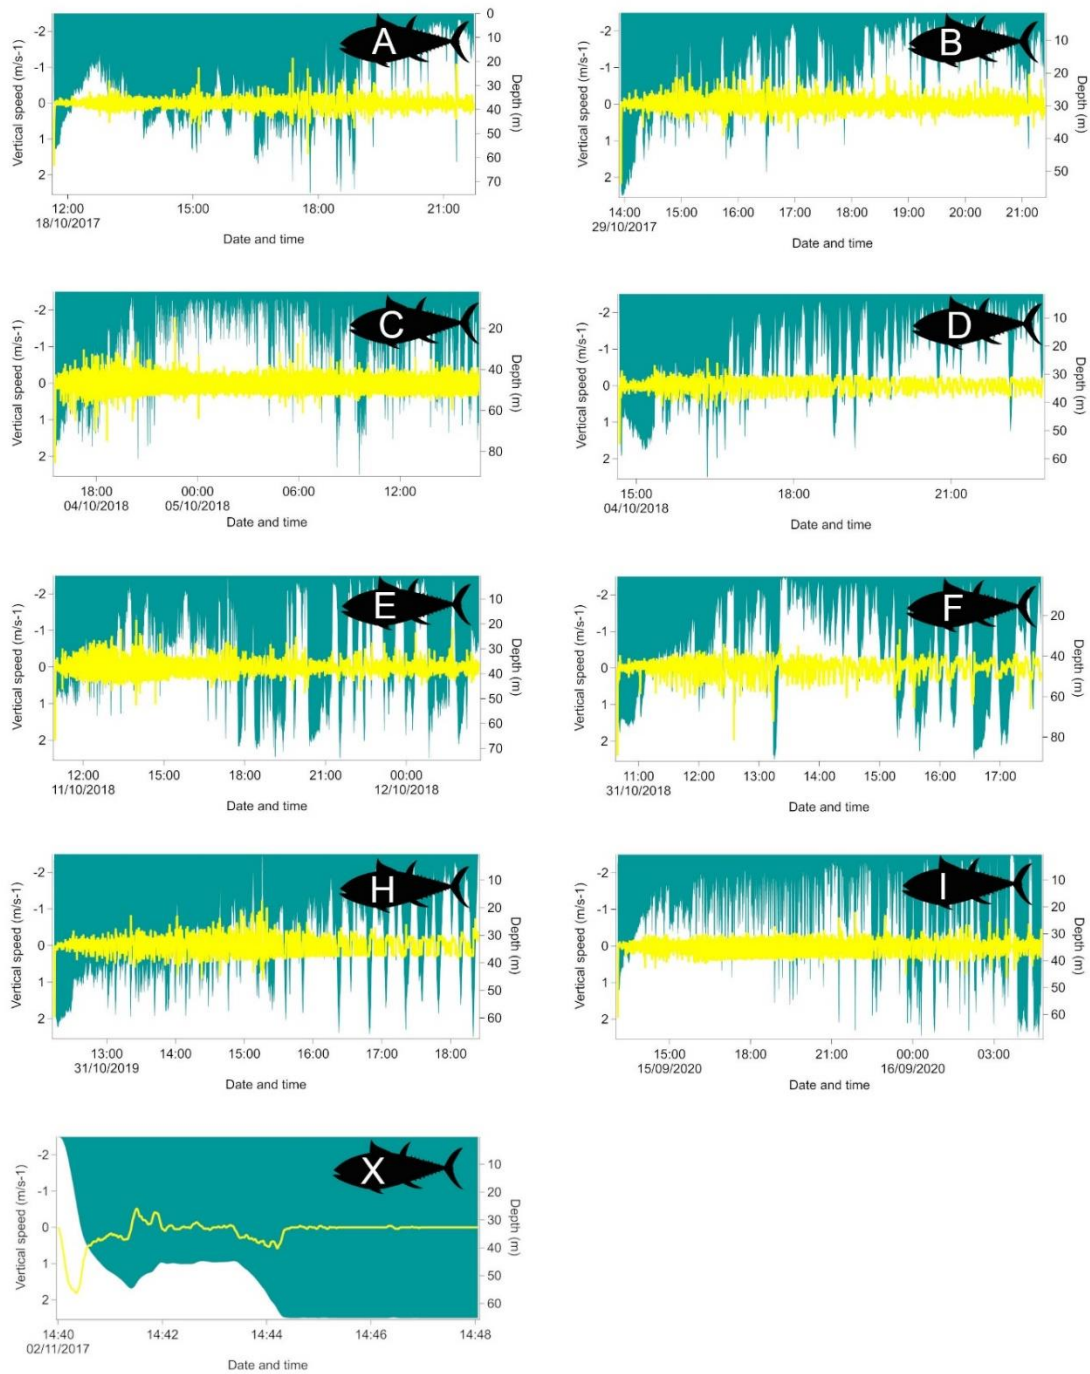 A
Vertical speed (m/s-1)
-2
-1
0
1
2
0
10
20
30
40
50
60
70
Depth (m)
12:00 15:00 18:00 21:00
18/10/2017
Date and time
B
Vertical speed (m/s-1)
-2
-1
0
1
2
10
20
30
40
50
Depth (m)
14:00 15:00 16:00 17:00 18:00 19:00 20:00 21:00
29/10/2017
Date and time
C
Vertical speed (m/s-1)
-2
-1
0
1
2
20
40
60
80
Depth (m)
18:00 00:00 06:00 12:00
04/10/2018 05/10/2018
Date and time
D
Vertical speed (m/s-1)
-2
-1
0
1
2
10
20
30
40
50
60
Depth (m)
15:00 18:00 21:00
04/10/2018
Date and time
E
Vertical speed (m/s-1)
-2
-1
0
1
2
10
20
30
40
50
60
70
Depth (m)
12:00 15:00 18:00 21:00 00:00
11/10/2018 12/10/2018
Date and time
F
Vertical speed (m/s-1)
-2
-1
0
1
2
20
40
60
80
Depth (m)
11:00 12:00 13:00 14:00 15:00 16:00 17:00
31/10/2018
Date and time
H
Vertical speed (m/s-1)
-2
-1
0
1
2
10
20
30
40
50
60
Depth (m)
13:00 14:00 15:00 16:00 17:00 18:00
31/10/2019
Date and time
I
Vertical speed (m/s-1)
-2
-1
0
1
2
10
20
30
40
50
60
Depth (m)
15:00 18:00 21:00 00:00 03:00
15/09/2020 16/09/2020
Date and time
X
Vertical speed (m/s-1)
-2
-1
0
1
2
10
20
30
40
50
60
Depth (m)
14:40 14:42 14:44 14:46 14:48
02/11/2017
Date and time